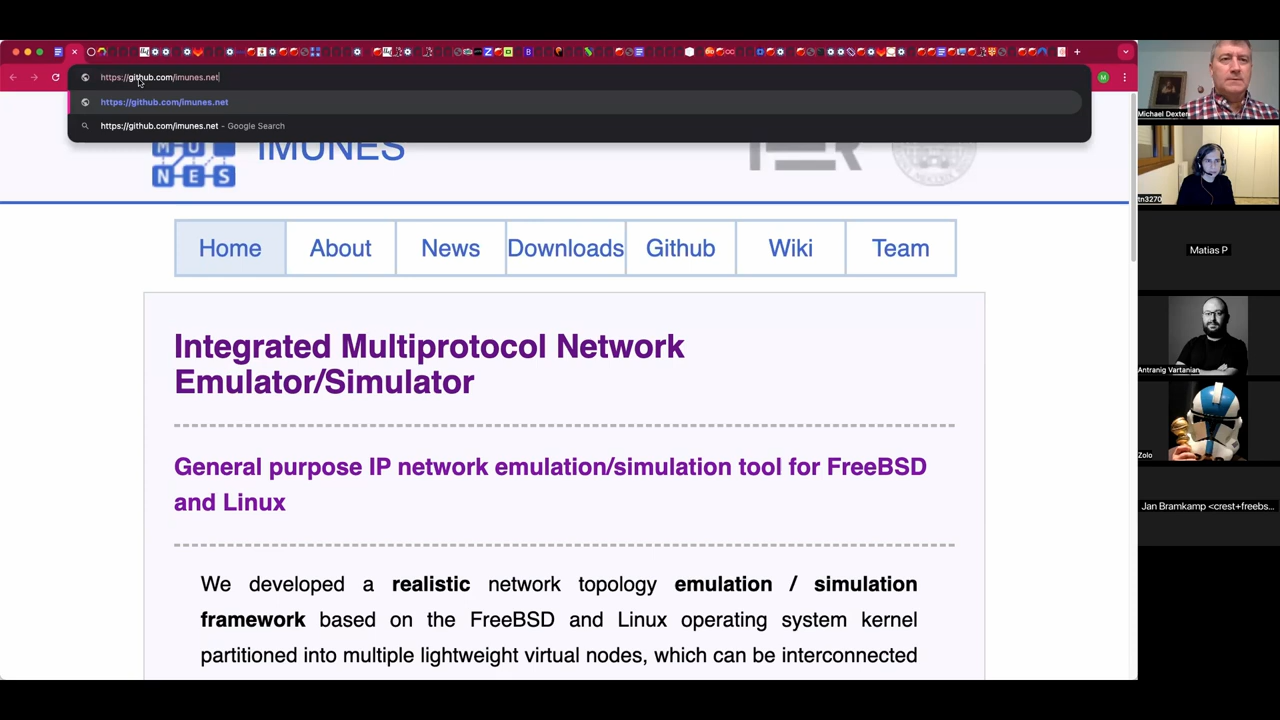 https://github.com/imunes.net
https://github.com/imunes.net
https://github.com/imunes.net - Google Search
M
MUNES
IMUNES
Home
About
News
Downloads
Github
Wiki
Team
Integrated Multiprotocol Network
Emulator/Simulator
General purpose IP network emulation/simulation tool for FreeBSD
and Linux
We developed a realistic network topology emulation / simulation
framework based on the FreeBSD and Linux operating system kernel
partitioned into multiple lightweight virtual nodes, which can be interconnected
Michael Dexter
tn3270
Matias P
Antranig Vartanian
Zolo
Jan Bramkamp <crest+freebs...